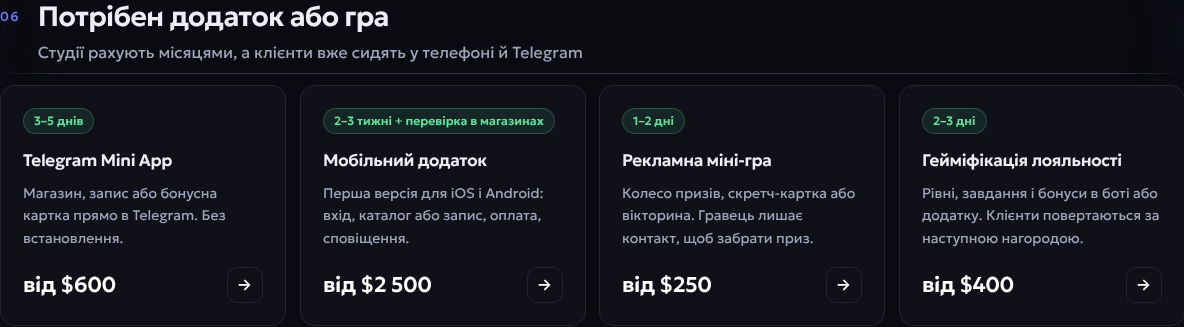 06
Потрібен додаток або гра
Студії рахують місяцями, а клієнти вже сидять у телефоні й Telegram
3–5 днів
Telegram Mini App
Магазин, запис або бонусна
картка прямо в Telegram. Без
встановлення.
від $600
→
2–3 тижні + перевірка в магазинах
Мобільний додаток
Перша версія для iOS і Android:
вхід, каталог або запис, оплата,
сповіщення.
від $2 500
→
1–2 дні
Рекламна міні-гра
Колесо призів, скретч-картка або
вікторина. Гравець лишає
контакт, щоб забрати приз.
від $250
→
2–3 дні
Гейміфікація лояльності
Рівні, завдання і бонуси в боті або
додатку. Клієнти повертаються за
наступною нагородою.
від $400
→